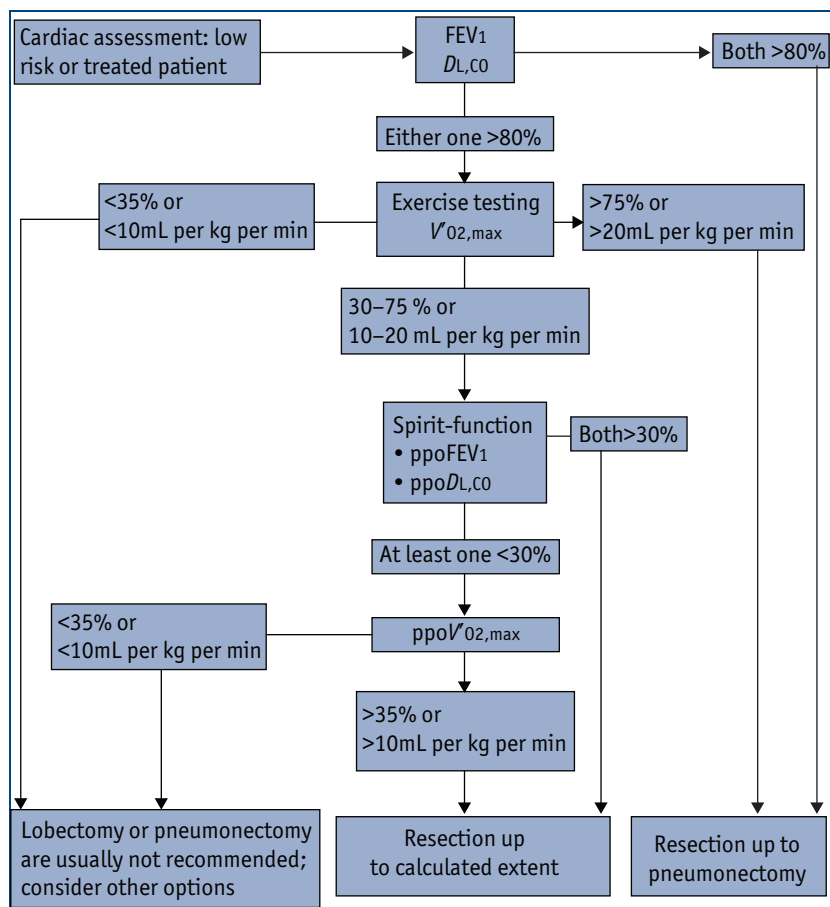 Cardiac assessment: low
risk or treated patient
FEV1
DL,CO
Both >80%
Either one >80%
<35% or
<10mL per kg per min
Exercise testing
V′O2,max
>75% or
>20mL per kg per min
30–75 % or
10–20 mL per kg per min
Spirit-function
• ppoFEV1
• ppoDL,CO
Both>30%
At least one <30%
<35% or
<10mL per kg per min
ppoV′O2,max
>35% or
>10mL per kg per min
Lobectomy or pneumonectomy
are usually not recommended;
consider other options
Resection up
to calculated extent
Resection up to
pneumonectomy